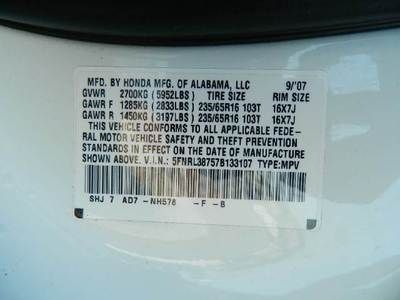 MFD. BY HONDA MFG. OF ALABAMA, LLC 9/'07
GVWR 2700KG (5952LBS) TIRE SIZE RIM SIZE
GAWR F 1285KG (2833LBS) 235/65R16 103T 16X7J
GAWR R 1450KG (3197LBS) 235/65R16 103T 16X7J
THIS VEHICLE CONFORMS TO ALL APPLICABLE FEDE-
RAL MOTOR VEHICLE SAFETY AND THEFT PREVENTION
STANDARDS IN EFFECT ON THE DATE OF MANUFACTURE
SHOWN ABOVE. V.I.N: 5FNRL38757B133107 TYPE:MPV
SHJ 7 AD7-NH578 -F -B